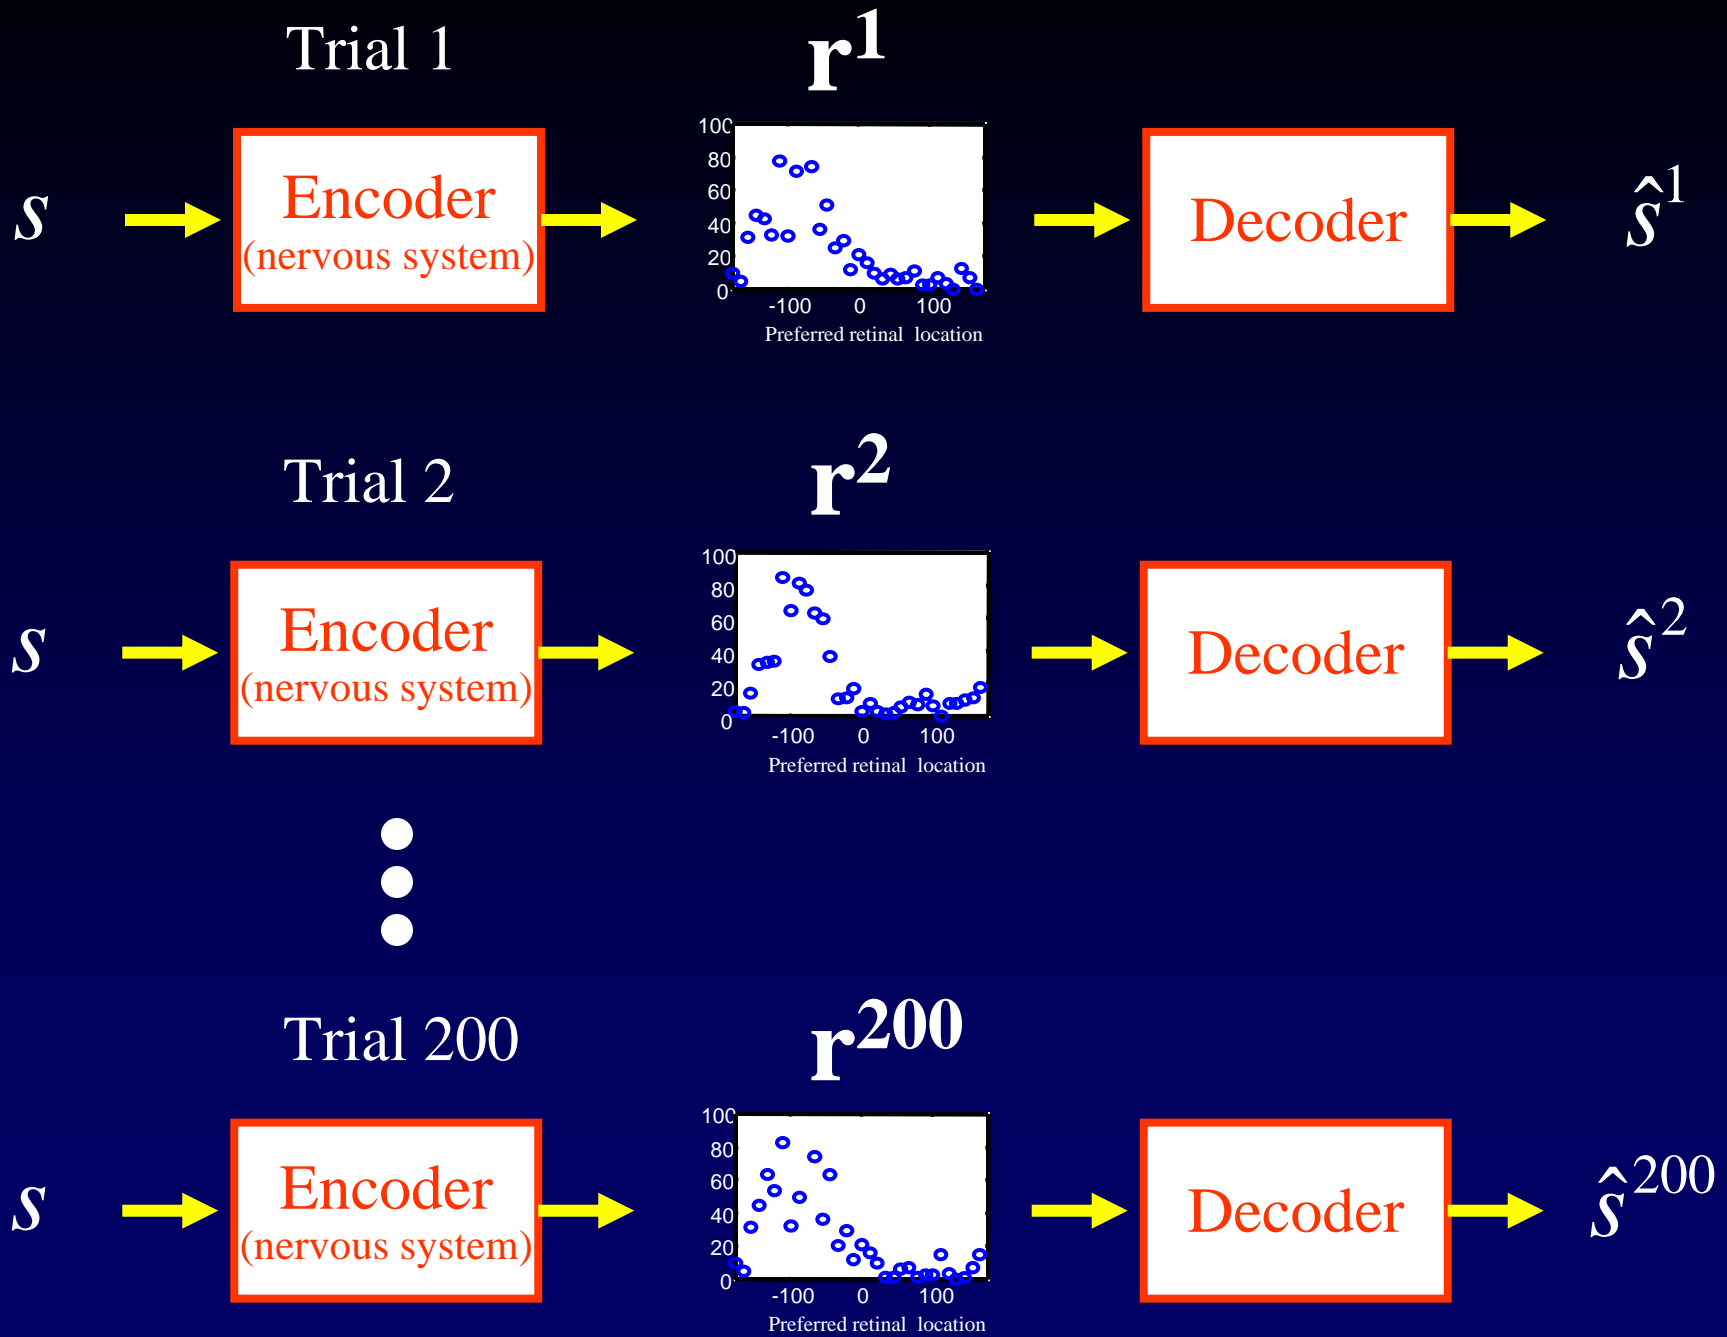 Trial 1
r¹
s
Encoder
(nervous system)
100
80
60
40
20
0
-100 0 100
Preferred retinal location
Decoder
ŝ¹
Trial 2
r²
s
Encoder
(nervous system)
100
80
60
40
20
0
-100 0 100
Preferred retinal location
Decoder
ŝ²
Trial 200
r²⁰⁰
s
Encoder
(nervous system)
100
80
60
40
20
0
-100 0 100
Preferred retinal location
Decoder
ŝ²⁰⁰